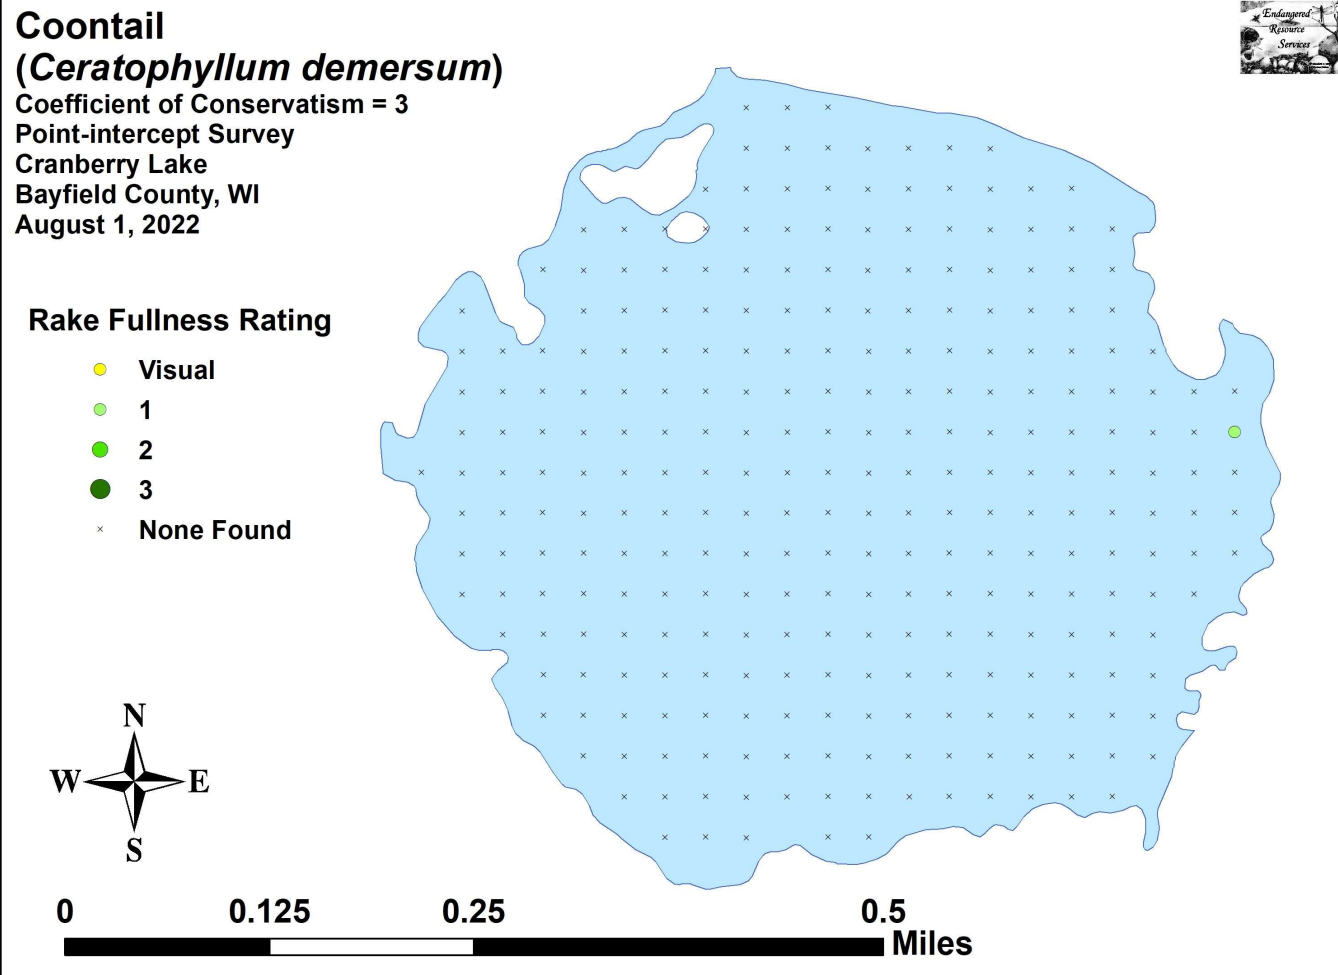 Coontail
(Ceratophyllum demersum)
Coefficient of Conservatism = 3
Point-intercept Survey
Cranberry Lake
Bayfield County, WI
August 1, 2022
Endangered
Resource
Services
Rake Fullness Rating
Visual
1
2
3
None Found
N
W E
S
0 0.125 0.25 0.5
Miles